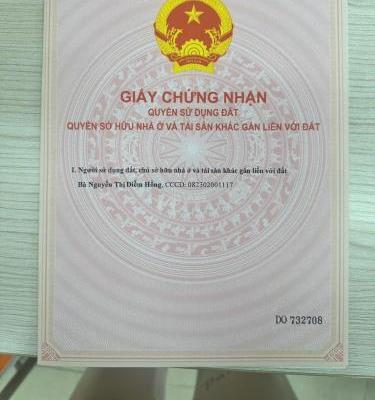 GIẤY CHỨNG NHẬN
QUYỀN SỬ DỤNG ĐẤT
QUYỀN SỞ HỮU NHÀ Ở VÀ TÀI SẢN KHÁC GẮN LIỀN VỚI ĐẤT
I. Người sử dụng đất, chủ sở hữu nhà ở và tài sản khác gắn liền với đất
Bà Nguyễn Thị Diễm Hồng, CCCD: 082302001117
DO 732708